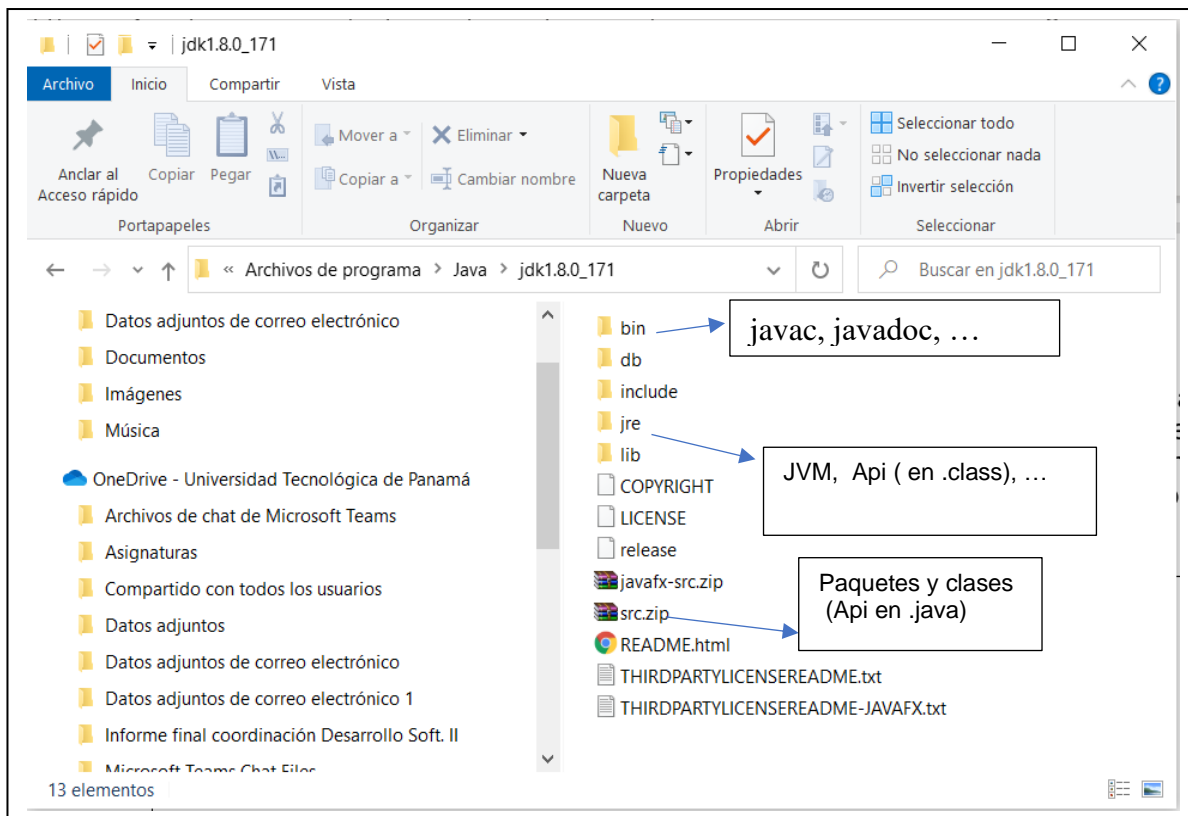 jdk1.8.0_171
Archivo Inicio Compartir Vista
Anclar al
Acceso rápido
Copiar
Pegar
Mover a
Copiar a
Eliminar
Cambiar nombre
Nueva
carpeta
Propiedades
Seleccionar todo
No seleccionar nada
Invertir selección
Portapapeles Organizar Nuevo Abrir Seleccionar
« Archivos de programa > Java > jdk1.8.0_171
Buscar en jdk1.8.0_171
Datos adjuntos de correo electrónico
Documentos
Imágenes
Música
OneDrive - Universidad Tecnológica de Panamá
Archivos de chat de Microsoft Teams
Asignaturas
Compartido con todos los usuarios
Datos adjuntos
Datos adjuntos de correo electrónico
Datos adjuntos de correo electrónico 1
Informe final coordinación Desarrollo Soft. II
Microsoft Teams Chat Files
bin
db
include
jre
lib
COPYRIGHT
LICENSE
release
javafx-src.zip
src.zip
README.html
THIRDPARTYLICENSEREADME.txt
THIRDPARTYLICENSEREADME-JAVAFX.txt
javac, javadoc, …
JVM, Api ( en .class), …
Paquetes y clases
(Api en .java)
13 elementos